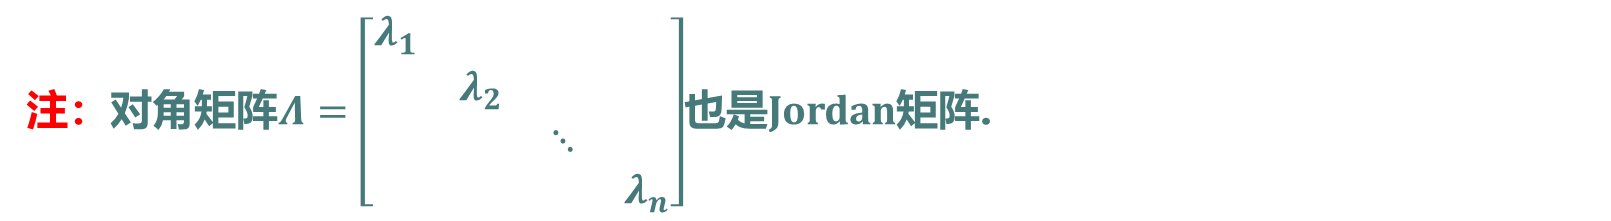 注：对角矩阵Λ = [λ₁ λ₂ ⋱ λₙ]也是Jordan矩阵.